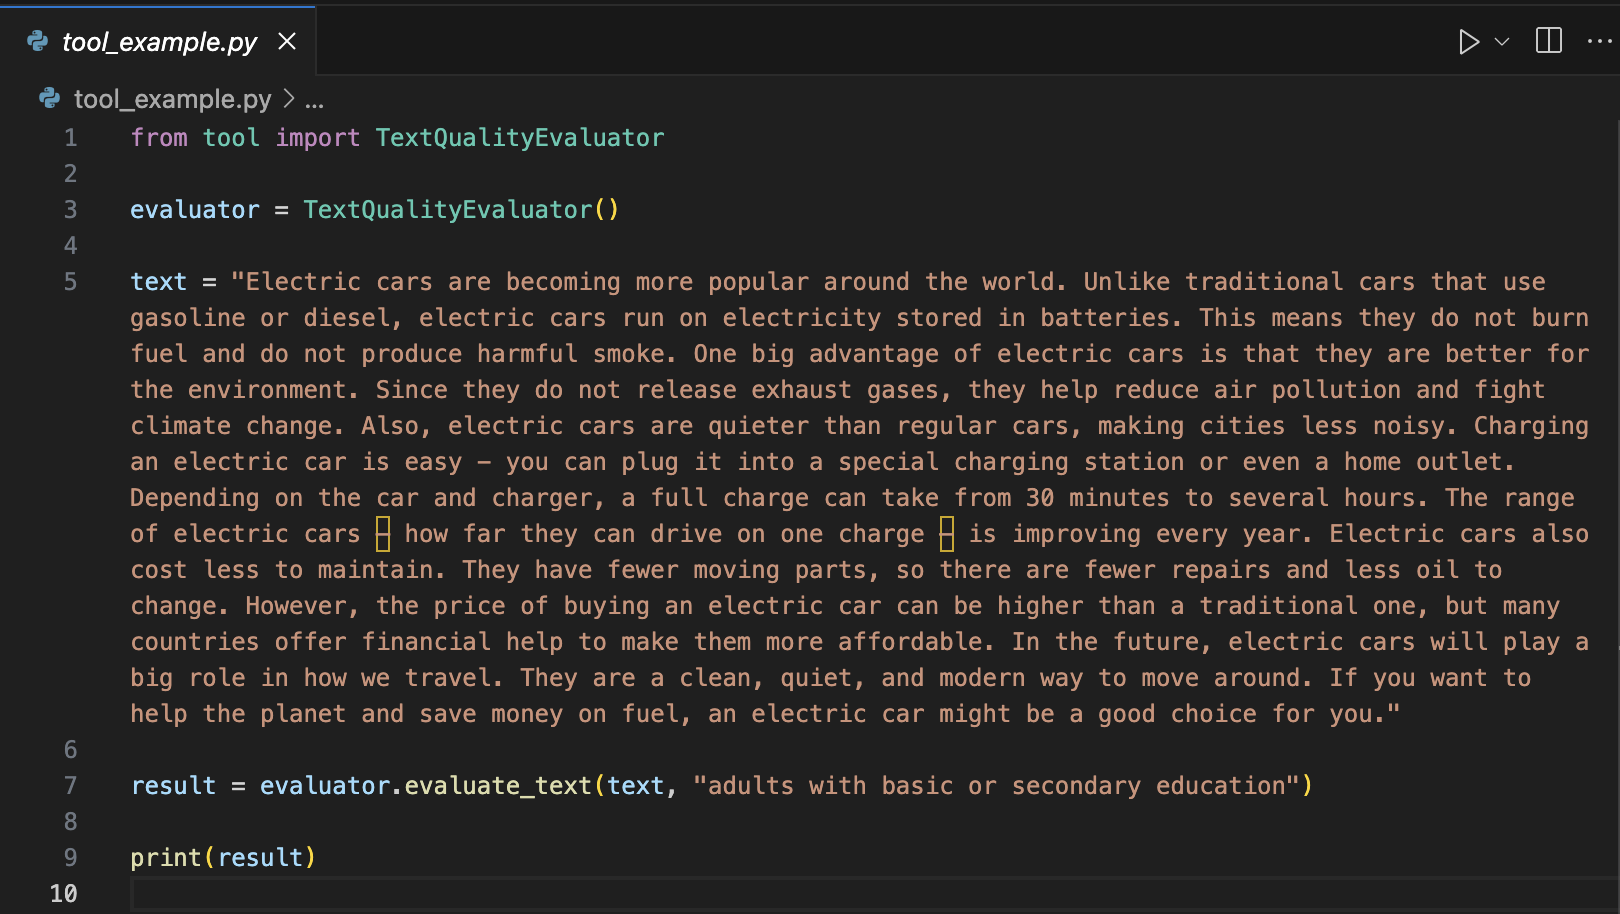 tool_example.py
tool_example.py > ...
1 from tool import TextQualityEvaluator
2
3 evaluator = TextQualityEvaluator()
4
5 text = "Electric cars are becoming more popular around the world. Unlike traditional cars that use
gasoline or diesel, electric cars run on electricity stored in batteries. This means they do not burn
fuel and do not produce harmful smoke. One big advantage of electric cars is that they are better for
the environment. Since they do not release exhaust gases, they help reduce air pollution and fight
climate change. Also, electric cars are quieter than regular cars, making cities less noisy. Charging
an electric car is easy — you can plug it into a special charging station or even a home outlet.
Depending on the car and charger, a full charge can take from 30 minutes to several hours. The range
of electric cars – how far they can drive on one charge – is improving every year. Electric cars also
cost less to maintain. They have fewer moving parts, so there are fewer repairs and less oil to
change. However, the price of buying an electric car can be higher than a traditional one, but many
countries offer financial help to make them more affordable. In the future, electric cars will play a
big role in how we travel. They are a clean, quiet, and modern way to move around. If you want to
help the planet and save money on fuel, an electric car might be a good choice for you."
6
7 result = evaluator.evaluate_text(text, "adults with basic or secondary education")
8
9 print(result)
10